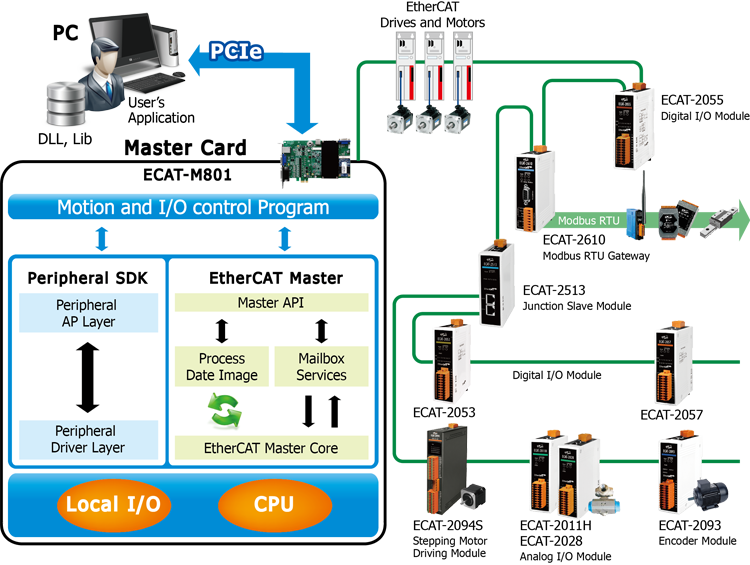 PC
PCIe
User's
Application
DLL, Lib
Master Card
ECAT-M801
Motion and I/O control Program
Peripheral SDK
Peripheral
AP Layer
Peripheral
Driver Layer
EtherCAT Master
Master API
Process
Date Image
Mailbox
Services
EtherCAT Master Core
Local I/O
CPU
EtherCAT
Drives and Motors
ECAT-2055
Digital I/O Module
Modbus RTU
ECAT-2610
Modbus RTU Gateway
ECAT-2513
Junction Slave Module
Digital I/O Module
ECAT-2053
ECAT-2057
ECAT-2094S
Stepping Motor
Driving Module
ECAT-2011H
ECAT-2028
Analog I/O Module
ECAT-2093
Encoder Module